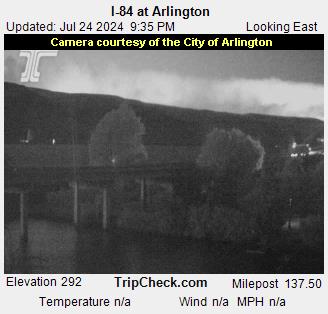 I-84 at Arlington
Updated: Jul 24 2024 9:35 PM Looking East
Camera courtesy of the City of Arlington
Elevation 292 TripCheck.com Milepost 137.50
Temperature n/a Wind n/a MPH n/a